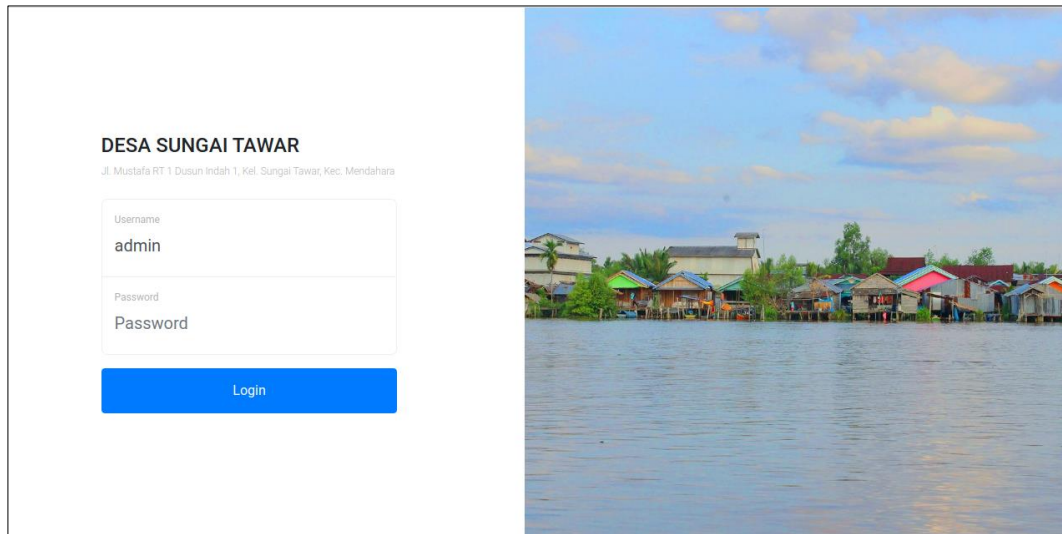 DESA SUNGAI TAWAR
Jl. Mustafa RT 1 Dusun Indah 1, Kel. Sungai Tawar, Kec. Mendahara
Username
admin
Password
Password
Login